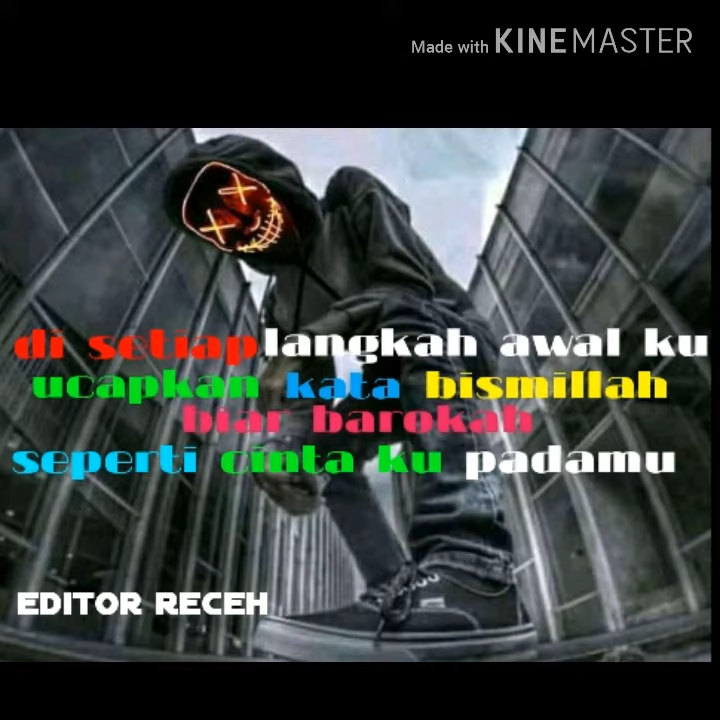 Made with KINEMASTER
di setiap langkah awal ku
ucapkan kata bismillah
biar barokah
seperti cinta ku padamu
EDITOR RECEH